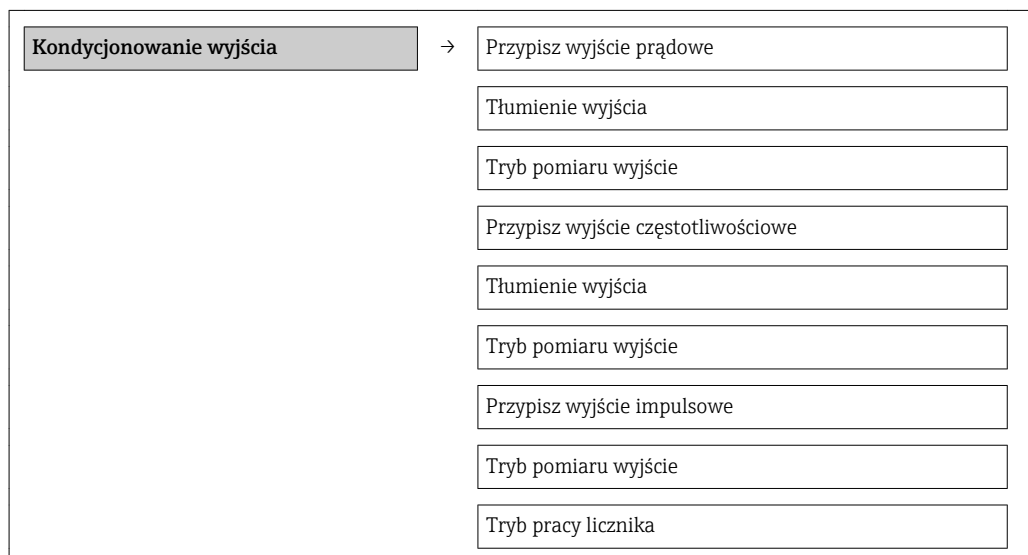 Kondycjonowanie wyjścia → Przypisz wyjście prądowe
Tłumienie wyjścia
Tryb pomiaru wyjście
Przypisz wyjście częstotliwościowe
Tłumienie wyjścia
Tryb pomiaru wyjście
Przypisz wyjście impulsowe
Tryb pomiaru wyjście
Tryb pracy licznika